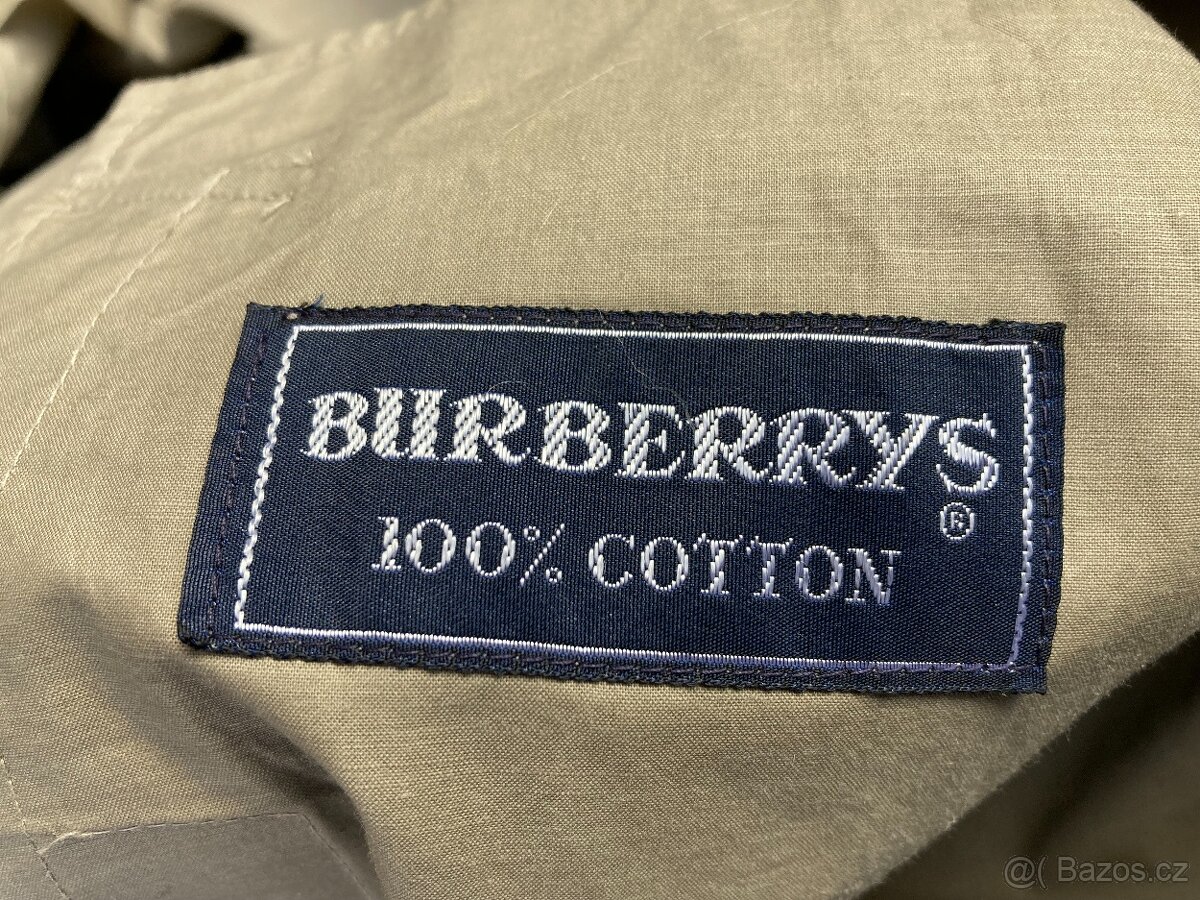 BURBERRYS
®
100% COTTON
@( Bazos.cz